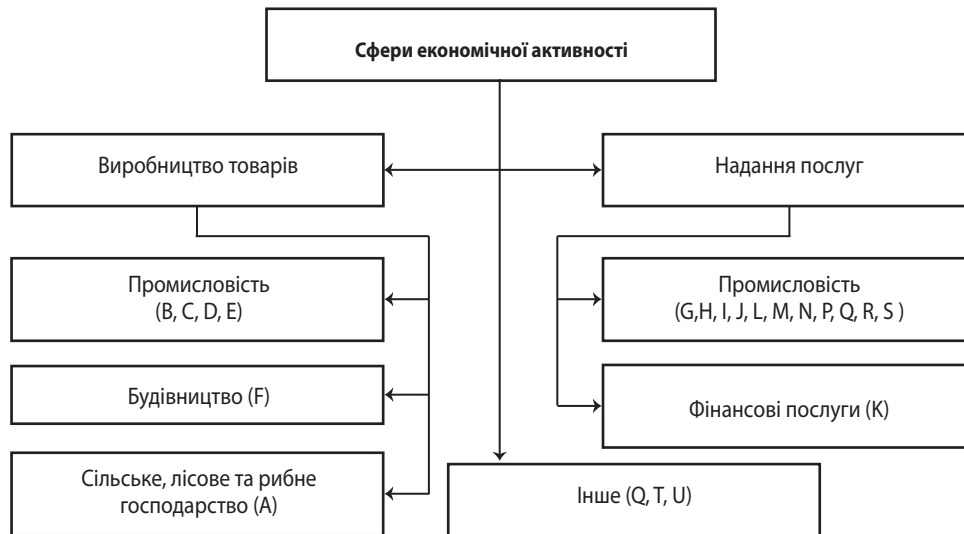 Сфери економічної активності
Виробництво товарів
Надання послуг
Промисловість
(B, C, D, E)
Промисловість
(G,H, I, J, L, M, N, P, Q, R, S )
Будівництво (F)
Фінансові послуги (K)
Сільське, лісове та рибне
господарство (A)
Інше (Q, T, U)